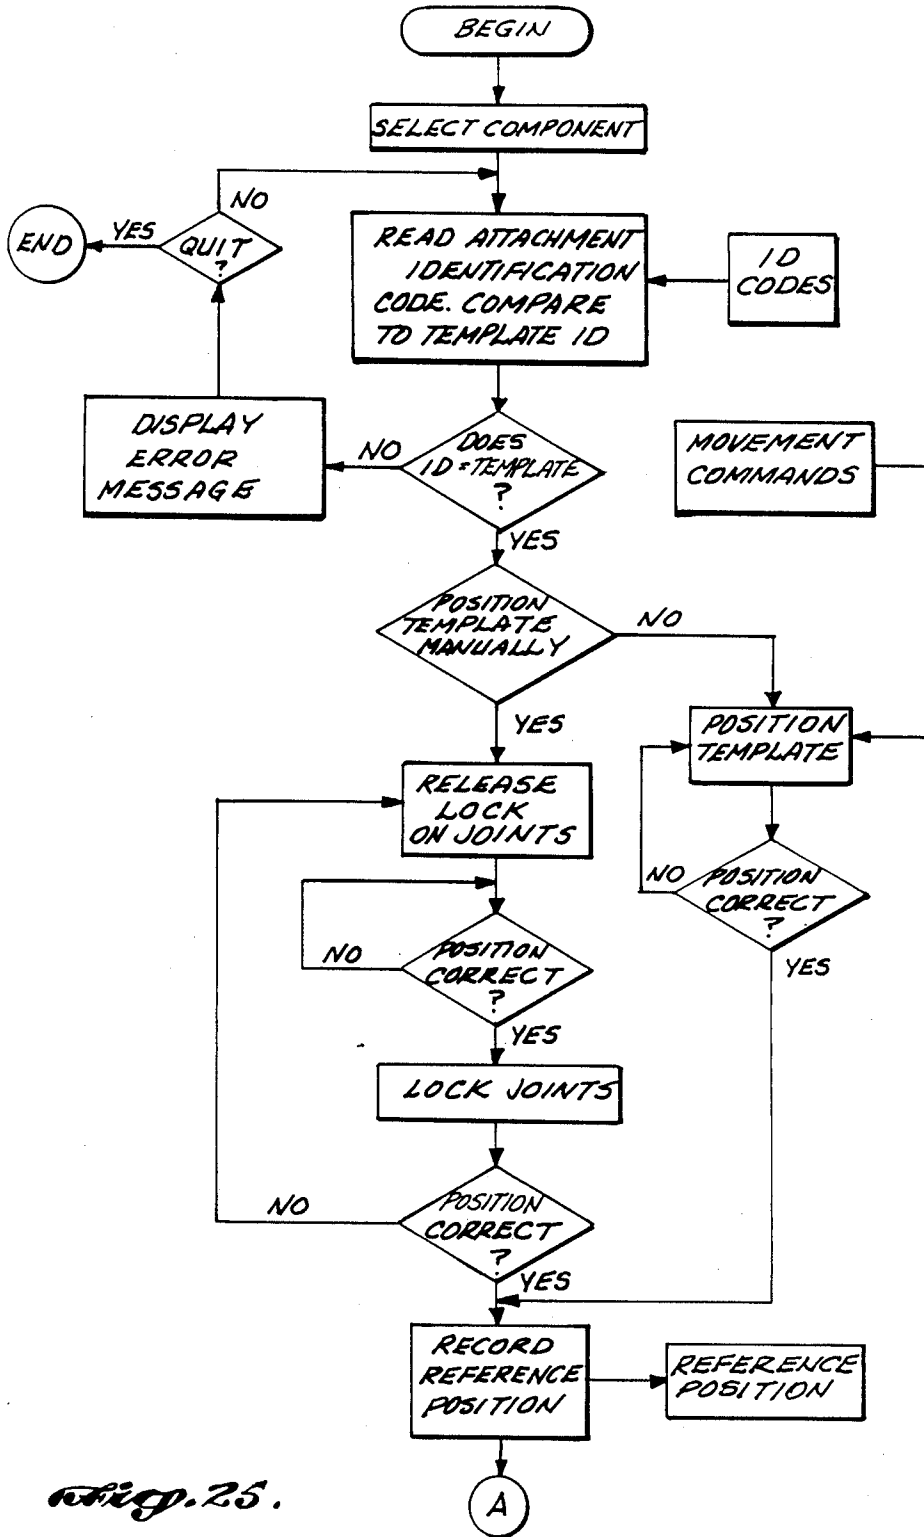 BEGIN
SELECT COMPONENT
NO
END
YES
QUIT
?
READ ATTACHMENT
IDENTIFICATION
CODE. COMPARE
TO TEMPLATE ID
ID
CODES
DISPLAY
ERROR
MESSAGE
NO
DOES
ID = TEMPLATE
?
MOVEMENT
COMMANDS
YES
POSITION
TEMPLATE
MANUALLY
NO
YES
POSITION
TEMPLATE
RELEASE
LOCK
ON JOINTS
NO
POSITION
CORRECT
?
YES
NO
POSITION
CORRECT
?
YES
LOCK JOINTS
NO
POSITION
CORRECT
?
YES
RECORD
REFERENCE
POSITION
REFERENCE
POSITION
A
Fig. 25.